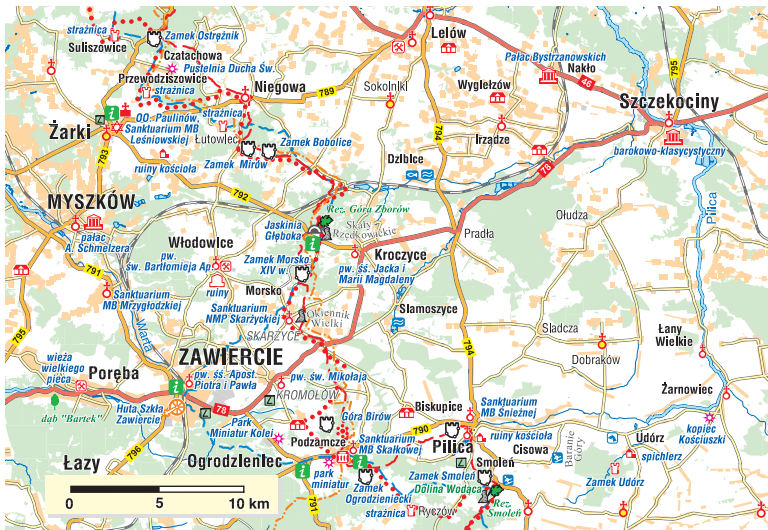 strażnica
Suliszowice
Zamek Ostrężnik
Czatachowa
Pustelnia Ducha Św.
Przewodziszowice
strażnica
Niegowa
789
Lelów
Sokolniki
Pałac Bystrzanowskich
Nakło
46
795
Wygiełzów
Szczekociny
barokowo-klasycystyczny
Irządze
794
Żarki
OO. Paulinów
Sanktuarium MB
Leśniowskiej
793
ruiny kościoła
strażnica
Łutowiec
Zamek Mirów
Zamek Bobolice
Dzibice
78
792
MYSZKÓW
pałac
A. Schmelzera
791
Włodowice
pw.
św. Bartłomieja Ap.
ruiny
Sanktuarium
MB Mrzygłodzkiej
Rez. Góra Zborów
Jaskinia
Głęboka
Skały
Rzędkowickie
Kroczyce
pw. śś. Jacka i
Marii Magdaleny
Pradła
Ołudza
Pilica
Zamek Morsko
XIV w.
Morsko
Sanktuarium
NMP Skarżyckiej
SKARŻYCE
Okiennik
Wielki
Słamoszyce
Sladcza
Dobraków
Łany
Wielkie
Żarnowiec
795
Warta
wieża
wielkiego
pieca
Poręba
dąb "Bartek"
ZAWIERCIE
pw. śś. Apost.
Piotra i Pawła
Huta Szkła
Zawiercie
78
796
pw. św. Mikołaja
KROMOŁÓW
Park
Miniatur Kolei
Góra Birów
794
Biskupice
790
Sanktuarium
MB Śnieżnej
Pilica
ruiny kościoła
Cisowa
Baranie
Góry
Udórz
spichlerz
Zamek Udórz
kopiec
Kościuszki
Łazy
Ogrodzieniec
Podzamcze
Sanktuarium
MB Skałkowej
park
miniatur
791
Zamek
Ogrodzieniecki
strażnica
Ryczów
Smoleń
Zamek Smoleń
Dolina Wodąca
Rez.
Smoleń
0 5 10 km